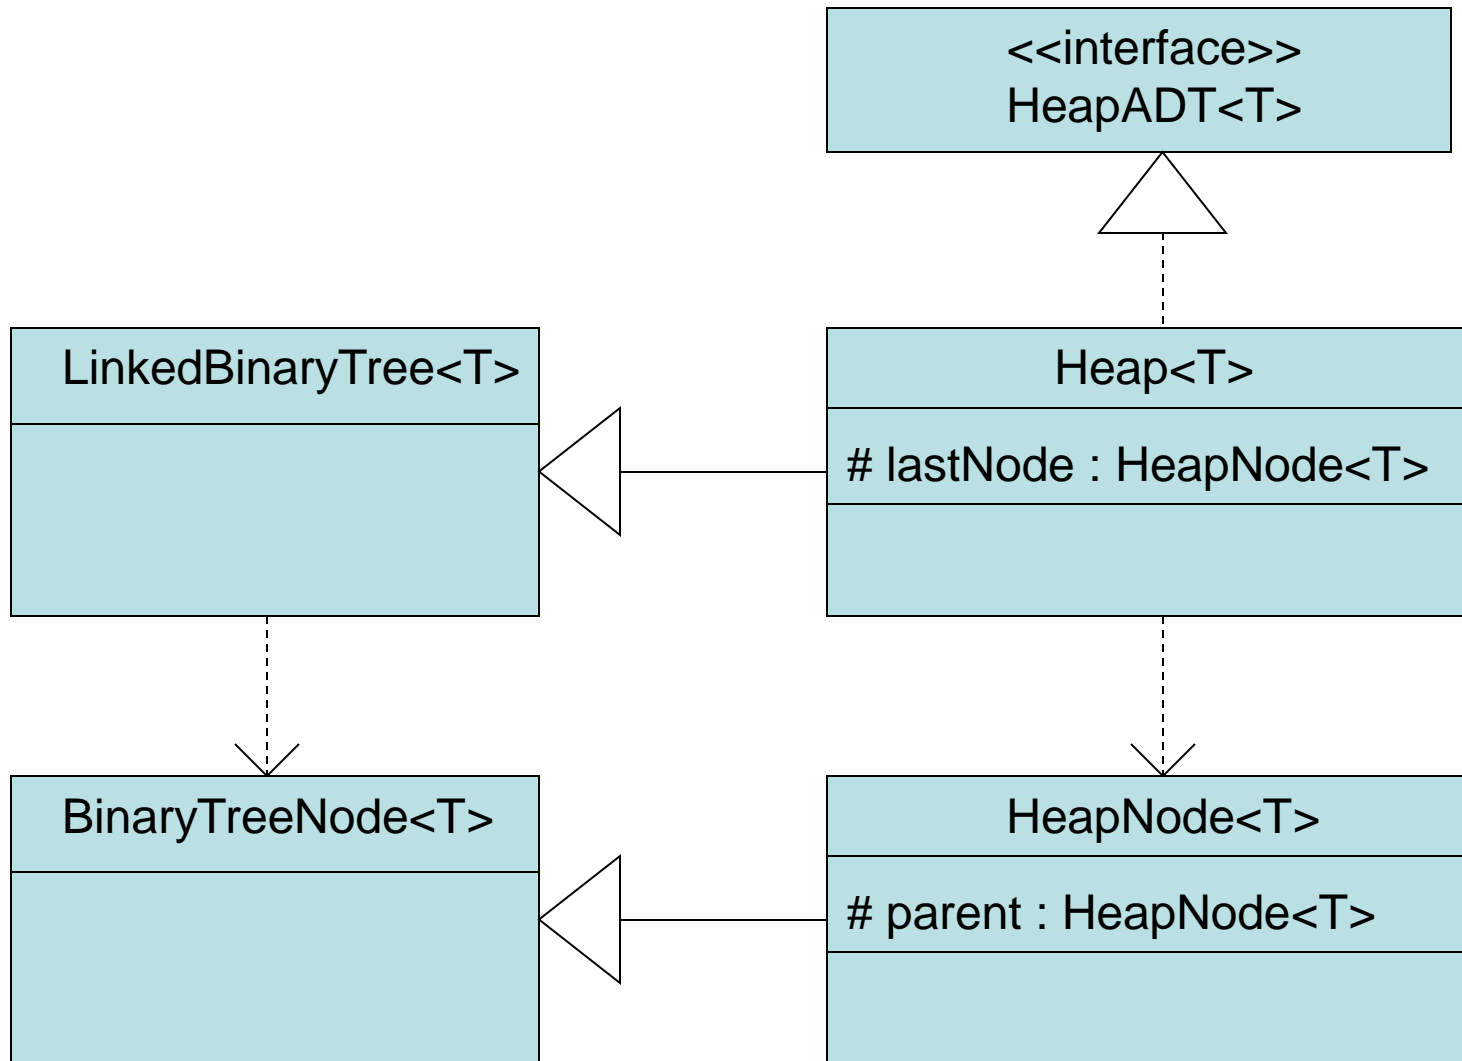 <<interface>>
HeapADT<T>
LinkedBinaryTree<T>
Heap<T>
# lastNode : HeapNode<T>
BinaryTreeNode<T>
HeapNode<T>
# parent : HeapNode<T>